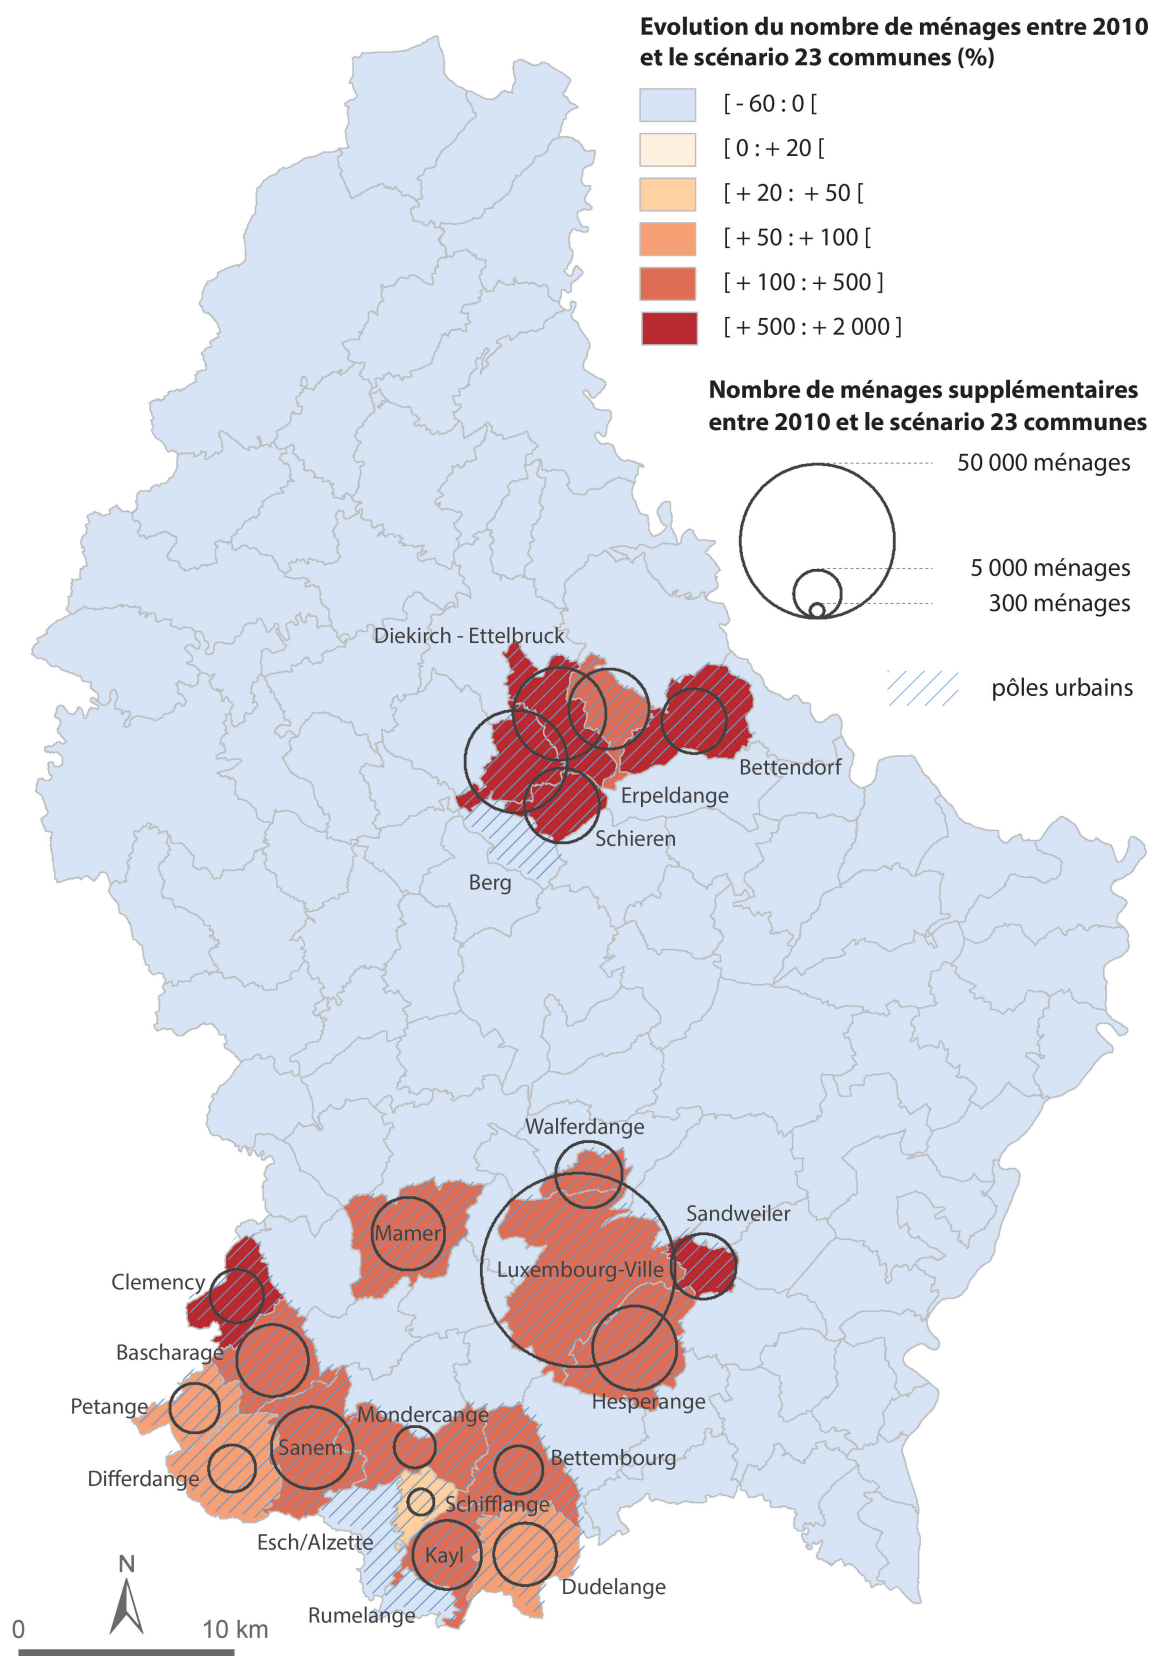 Evolution du nombre de ménages entre 2010
et le scénario 23 communes (%)
[ - 60 : 0 [
[ 0 : + 20 [
[ + 20 : + 50 [
[ + 50 : + 100 [
[ + 100 : + 500 ]
[ + 500 : + 2 000 ]
Nombre de ménages supplémentaires
entre 2010 et le scénario 23 communes
50 000 ménages
5 000 ménages
300 ménages
pôles urbains
Diekirch - Ettelbruck
Bettendorf
Erpeldange
Schieren
Berg
Walferdange
Sandweiler
Mamer
Luxembourg-Ville
Clemency
Bascharage
Hesperange
Petange
Mondercange
Sanem
Bettembourg
Differdange
Schifflange
Esch/Alzette
Kayl
Dudelange
Rumelange
N
0 10 km